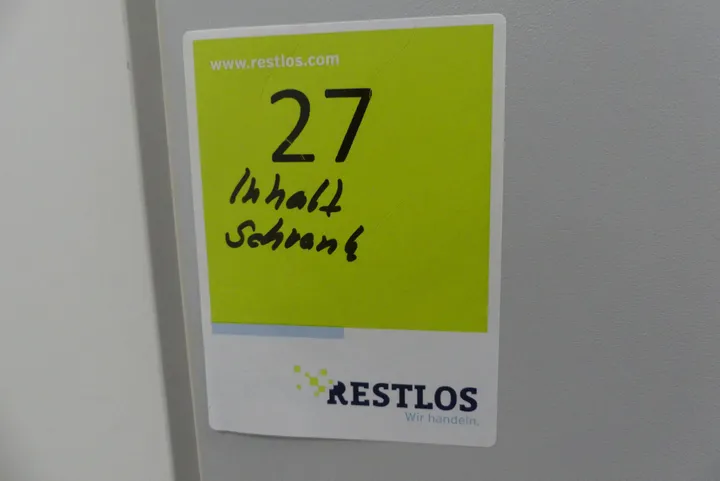 www.restlos.com
27
Inhalt
Schrank
RESTLOS
Wir handeln.